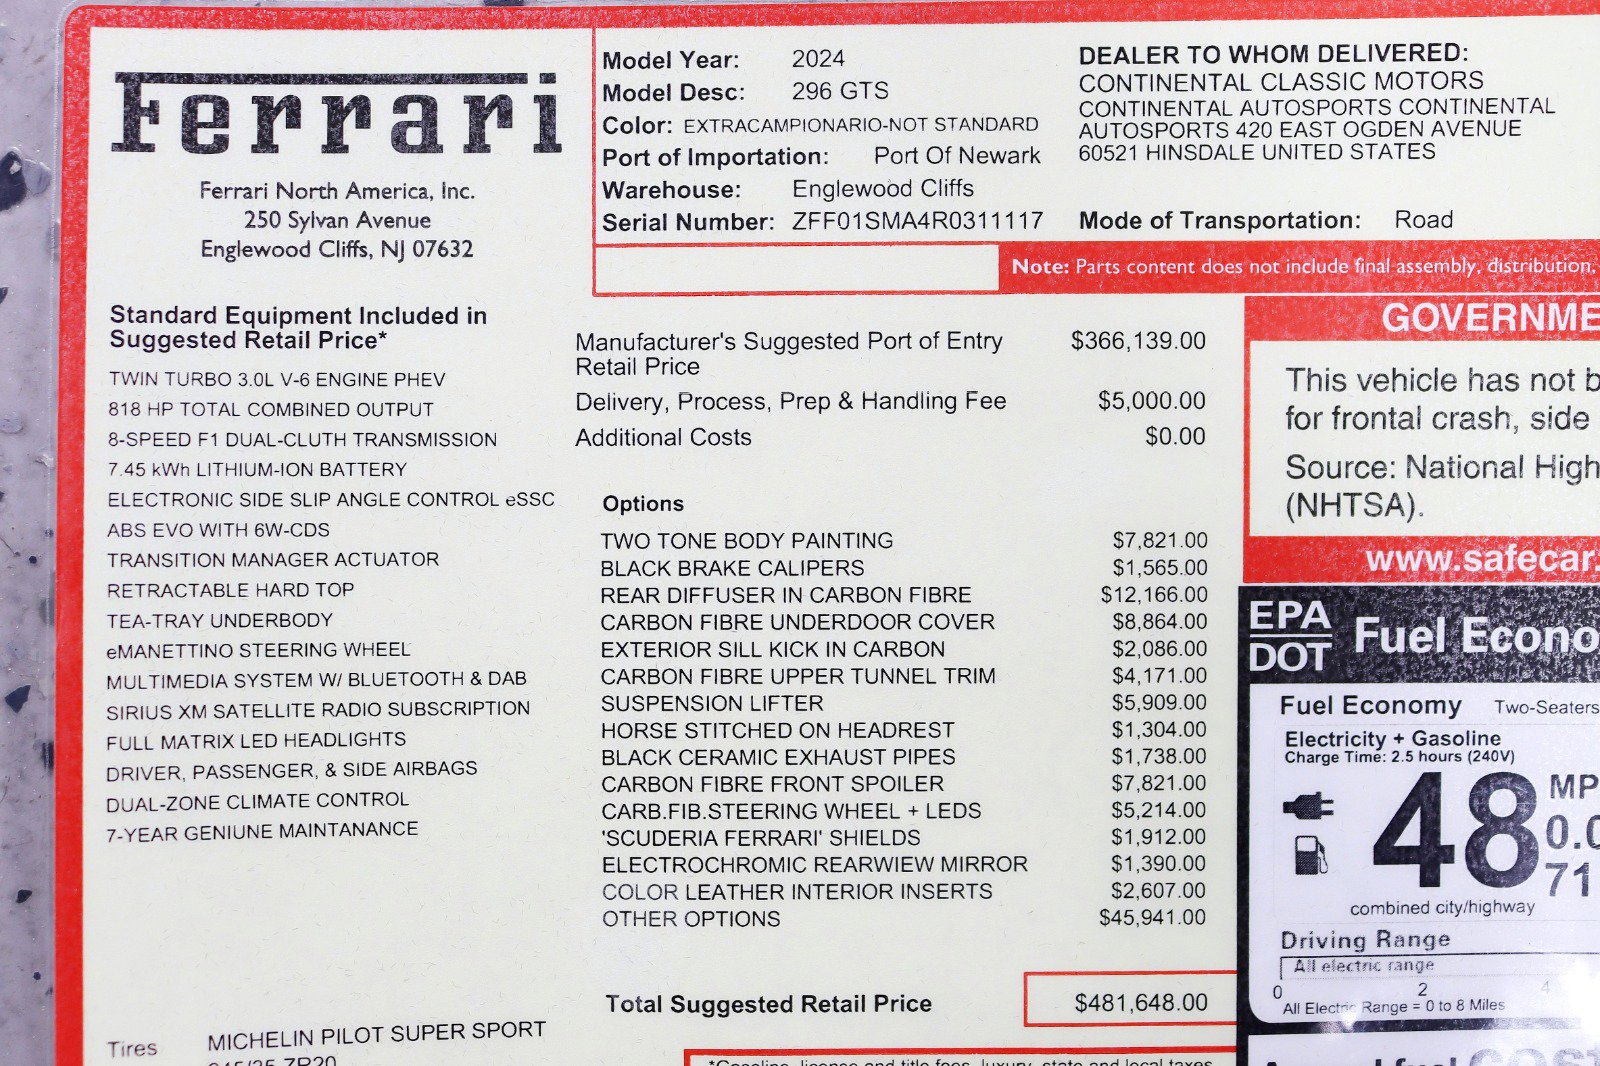 Ferrari
Ferrari North America, Inc.
250 Sylvan Avenue
Englewood Cliffs, NJ 07632
Model Year: 2024
Model Desc: 296 GTS
Color: EXTRACAMPIONARIO-NOT STANDARD
Port of Importation: Port Of Newark
Warehouse: Englewood Cliffs
Serial Number: ZFF01SMA4R0311117
DEALER TO WHOM DELIVERED:
CONTINENTAL CLASSIC MOTORS
CONTINENTAL AUTOSPORTS CONTINENTAL
AUTOSPORTS 420 EAST OGDEN AVENUE
60521 HINSDALE UNITED STATES
Mode of Transportation: Road
Note: Parts content does not include final assembly, distribution,
Standard Equipment Included in
Suggested Retail Price*
TWIN TURBO 3.0L V-6 ENGINE PHEV
818 HP TOTAL COMBINED OUTPUT
8-SPEED F1 DUAL-CLUTH TRANSMISSION
7.45 kWh LITHIUM-ION BATTERY
ELECTRONIC SIDE SLIP ANGLE CONTROL eSSC
ABS EVO WITH 6W-CDS
TRANSITION MANAGER ACTUATOR
RETRACTABLE HARD TOP
TEA-TRAY UNDERBODY
eMANETTINO STEERING WHEEL
MULTIMEDIA SYSTEM W/ BLUETOOTH & DAB
SIRIUS XM SATELLITE RADIO SUBSCRIPTION
FULL MATRIX LED HEADLIGHTS
DRIVER, PASSENGER, & SIDE AIRBAGS
DUAL-ZONE CLIMATE CONTROL
7-YEAR GENIUNE MAINTANANCE
Tires MICHELIN PILOT SUPER SPORT
Manufacturer's Suggested Port of Entry $366,139.00
Retail Price
Delivery, Process, Prep & Handling Fee $5,000.00
Additional Costs $0.00
Options
TWO TONE BODY PAINTING $7,821.00
BLACK BRAKE CALIPERS $1,565.00
REAR DIFFUSER IN CARBON FIBRE $12,166.00
CARBON FIBRE UNDERDOOR COVER $8,864.00
EXTERIOR SILL KICK IN CARBON $2,086.00
CARBON FIBRE UPPER TUNNEL TRIM $4,171.00
SUSPENSION LIFTER $5,909.00
HORSE STITCHED ON HEADREST $1,304.00
BLACK CERAMIC EXHAUST PIPES $1,738.00
CARBON FIBRE FRONT SPOILER $7,821.00
CARB.FIB.STEERING WHEEL + LEDS $5,214.00
'SCUDERIA FERRARI' SHIELDS $1,912.00
ELECTROCHROMIC REARWIEW MIRROR $1,390.00
COLOR LEATHER INTERIOR INSERTS $2,607.00
OTHER OPTIONS $45,941.00
Total Suggested Retail Price $481,648.00
*Gasoline, license and title fees, luxury, state and local taxes
GOVERNME
This vehicle has not b
for frontal crash, side
Source: National High
(NHTSA).
www.safecar.
EPA
DOT Fuel Econo
Fuel Economy Two-Seaters
Electricity + Gasoline
Charge Time: 2.5 hours (240V)
48 MP
0.0
71
combined city/highway
Driving Range
All electric range
0 2 4
All Electric Range = 0 to 8 Miles